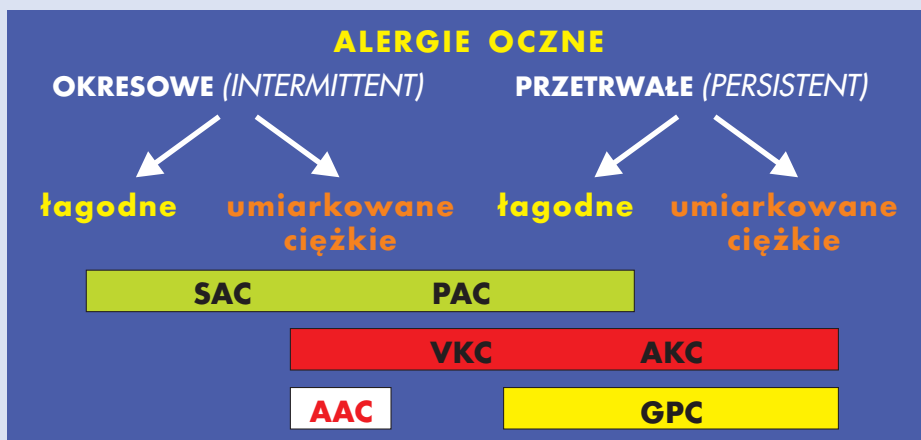 ALERGIE OCZNE
OKRESOWE (INTERMITTENT) PRZETRWAŁE (PERSISTENT)
łagodne umiarkowane ciężkie łagodne umiarkowane ciężkie
SAC PAC
VKC AKC
AAC GPC